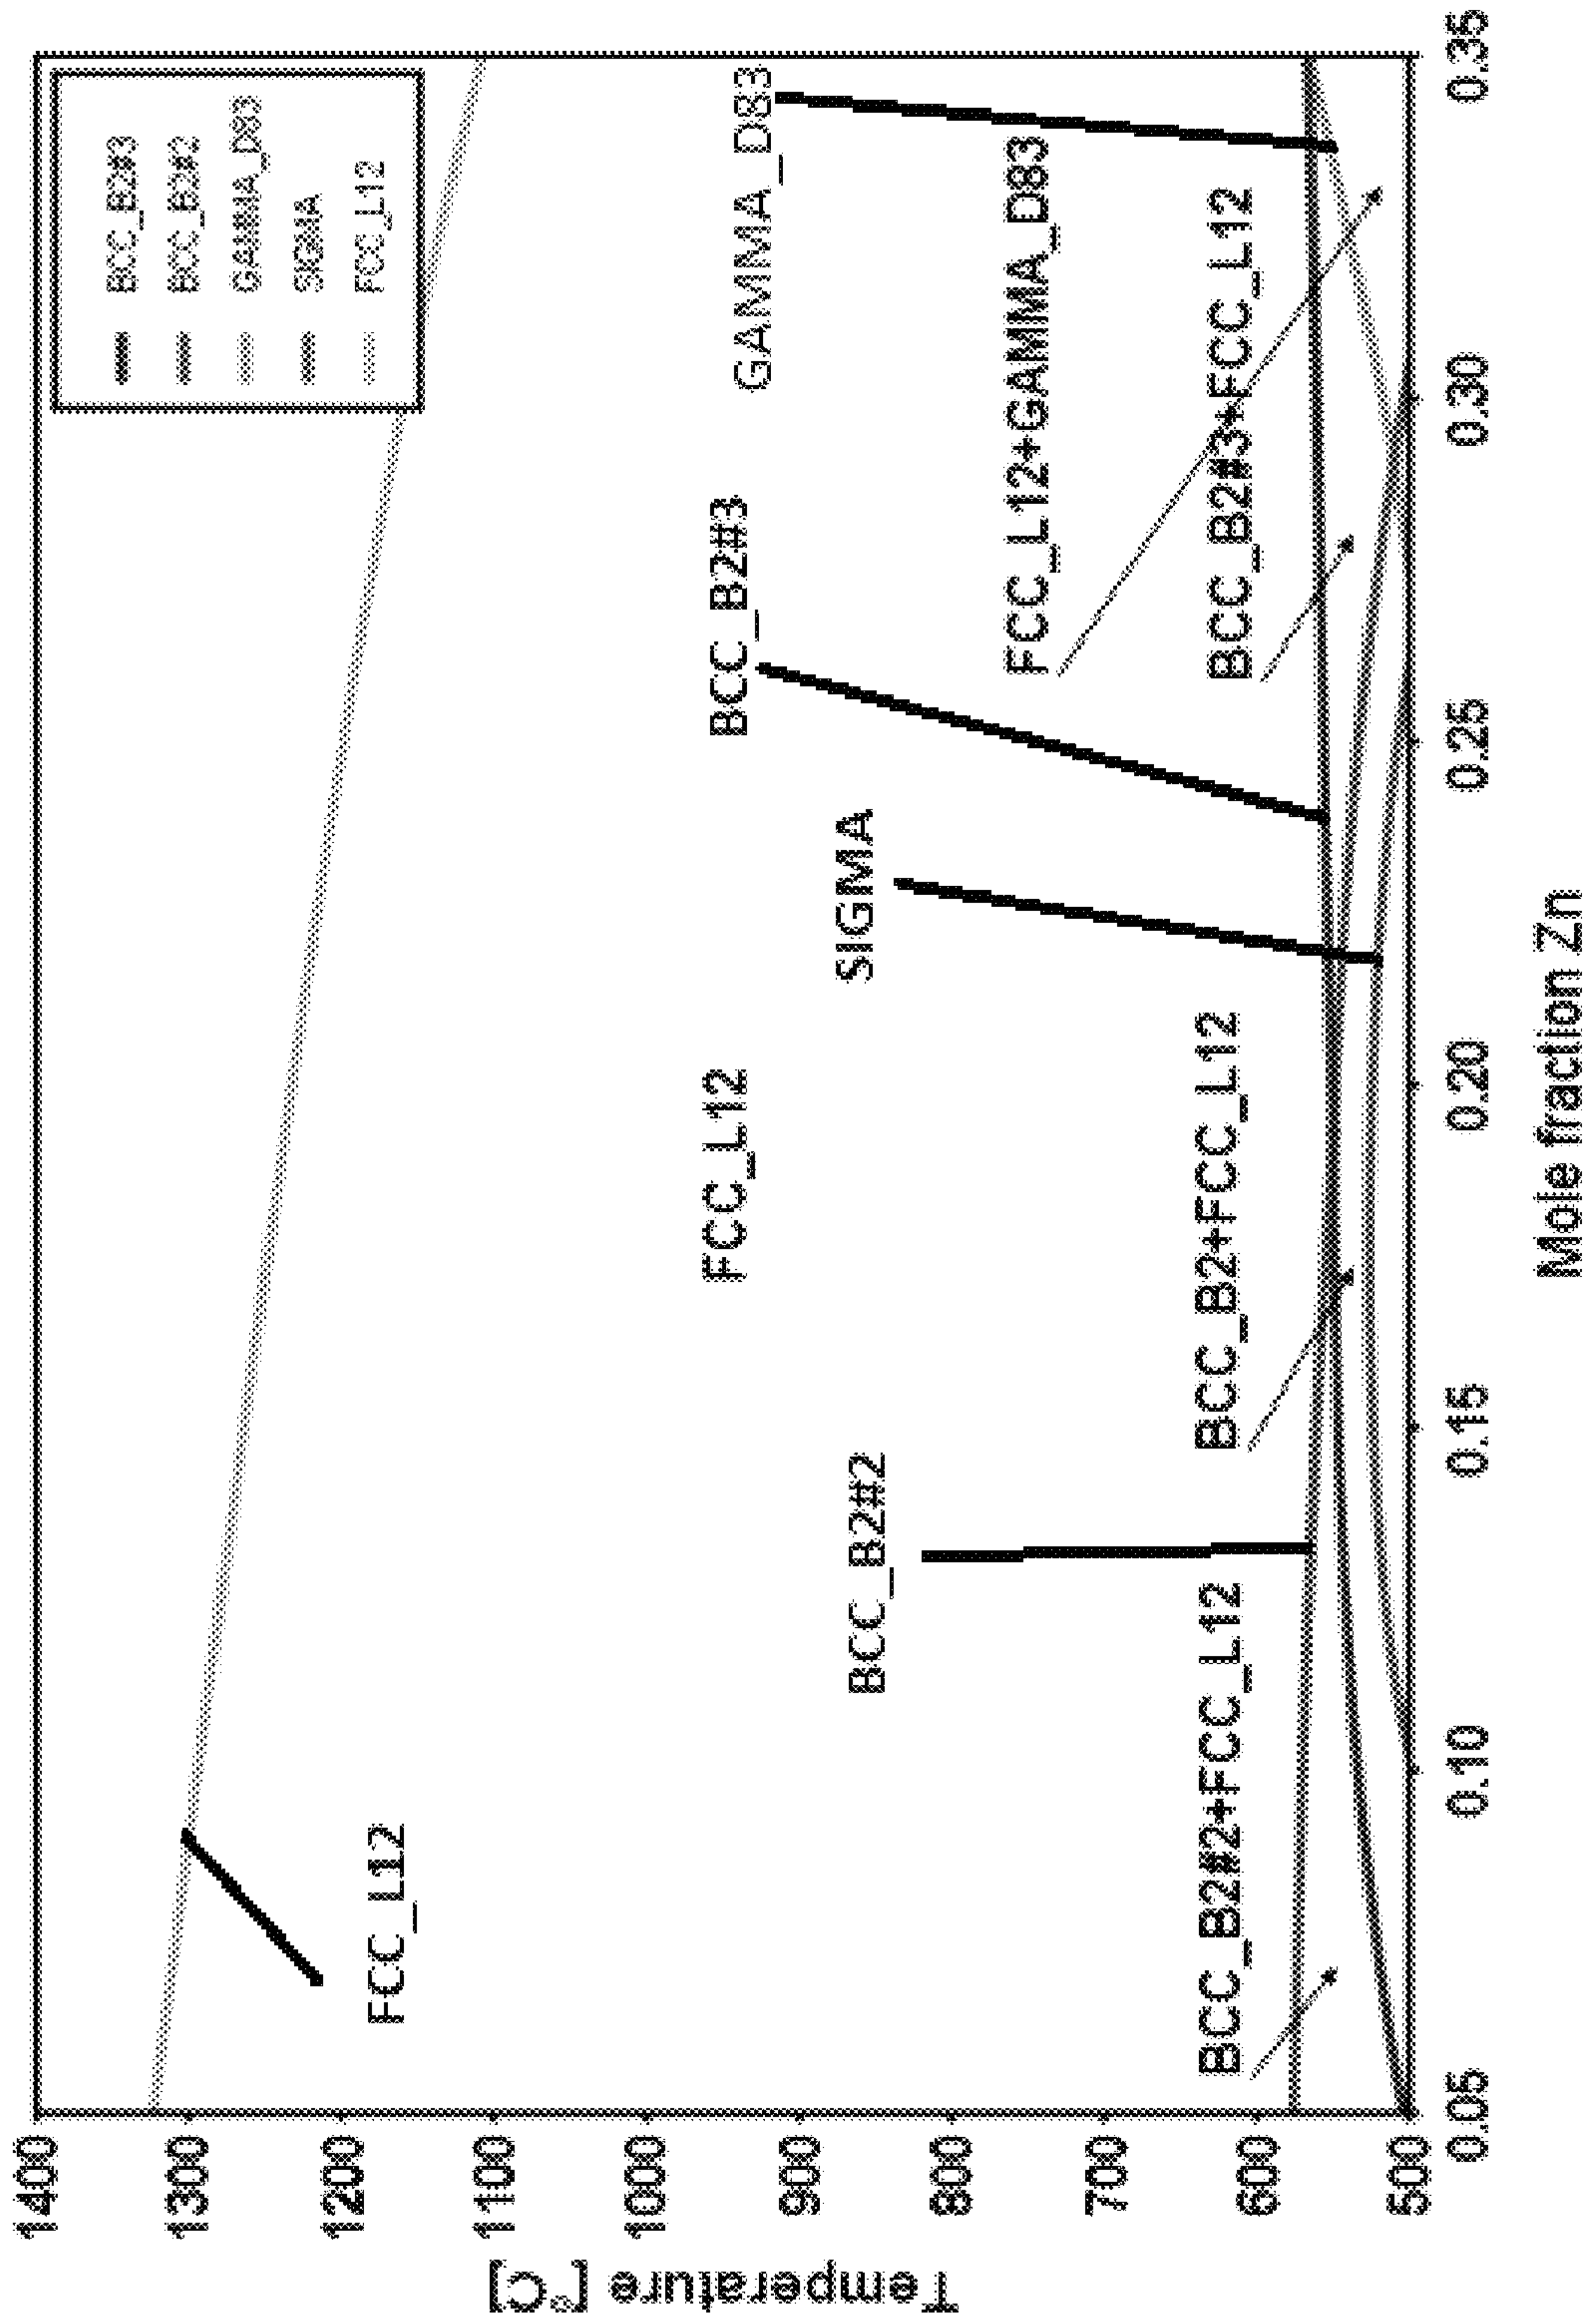 Temperature [°C]
1400
1300
1200
1100
1000
900
800
700
600
500
BCC_B2#3
BCC_B2#2
GAMMA_D83
SIGMA
FCC_L12
FCC_L12
FCC_L12
BCC_B2#3
GAMMA_D83
SIGMA
BCC_B2#2
FCC_L12+GAMMA_D83
BCC_B2#2+FCC_L12
BCC_B2+FCC_L12
BCC_B2#3+FCC_L12
0.05
0.10
0.15
0.20
0.25
0.30
0.35
Mole fraction Zn